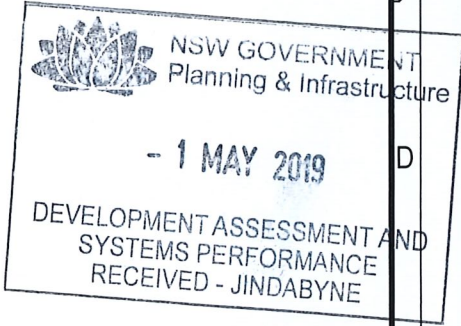 NSW GOVERNMENT
Planning & Infrastructure
- 1 MAY 2019
D
DEVELOPMENT ASSESSMENT AND
SYSTEMS PERFORMANCE
RECEIVED - JINDABYNE